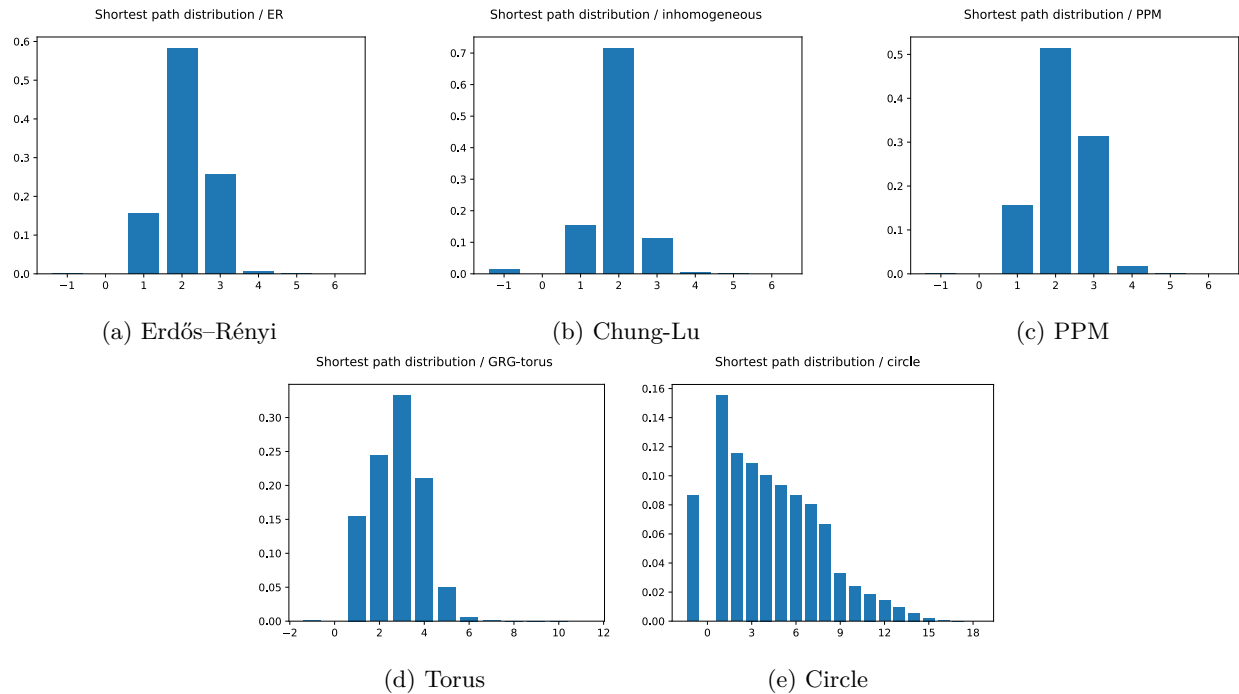 Shortest path distribution / ER
0.6
0.5
0.4
0.3
0.2
0.1
0.0
−1 0 1 2 3 4 5 6
(a) Erdős–Rényi
Shortest path distribution / inhomogeneous
0.7
0.6
0.5
0.4
0.3
0.2
0.1
0.0
−1 0 1 2 3 4 5 6
(b) Chung-Lu
Shortest path distribution / PPM
0.5
0.4
0.3
0.2
0.1
0.0
−1 0 1 2 3 4 5 6
(c) PPM
Shortest path distribution / GRG-torus
0.30
0.25
0.20
0.15
0.10
0.05
0.00
−2 0 2 4 6 8 10 12
(d) Torus
Shortest path distribution / circle
0.16
0.14
0.12
0.10
0.08
0.06
0.04
0.02
0.00
0 3 6 9 12 15 18
(e) Circle